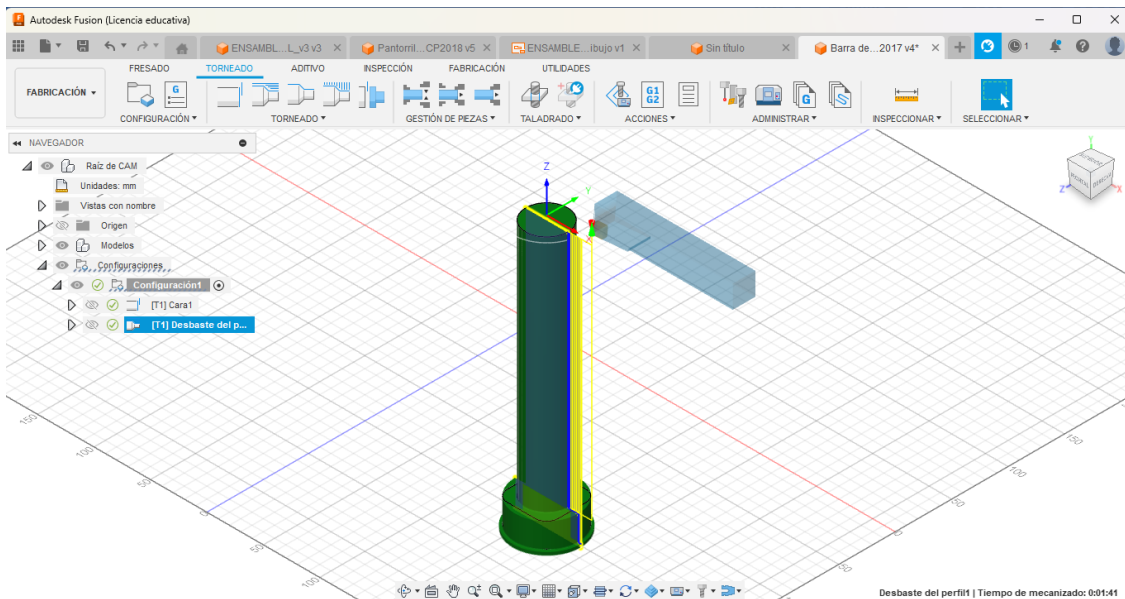 Autodesk Fusion (Licencia educativa)
ENSAMBL...L_v3 v3
Pantorril...CP2018 v5
ENSAMBLE...ibujo v1
Sin título
Barra de...2017 v4*
1
FRESADO
TORNEADO
ADITIVO
INSPECCIÓN
FABRICACIÓN
UTILIDADES
FABRICACIÓN
G
G1
G2
G
CONFIGURACIÓN
TORNEADO
GESTIÓN DE PIEZAS
TALADRADO
ACCIONES
ADMINISTRAR
INSPECCIONAR
SELECCIONAR
NAVEGADOR
Raíz de CAM
Unidades: mm
Vistas con nombre
Origen
Modelos
Configuraciones
Configuración1
[T1] Cara1
[T1] Desbaste del p...
Z
Y
Y
Z
X
150
100
50
0
50
100
150
100
50
0
50
Desbaste del perfil1 | Tiempo de mecanizado: 0:01:41